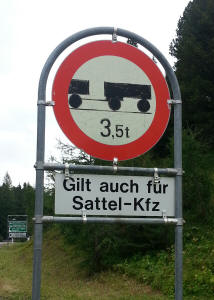 3,5t
Gilt auch für
Sattel-Kfz